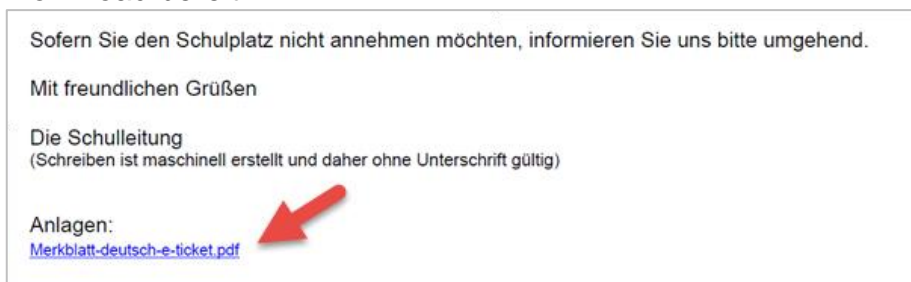 Sofern Sie den Schulplatz nicht annehmen möchten, informieren Sie uns bitte umgehend.
Mit freundlichen Grüßen
Die Schulleitung
(Schreiben ist maschinell erstellt und daher ohne Unterschrift gültig)
Anlagen:
Merkblatt-deutsch-e-ticket.pdf